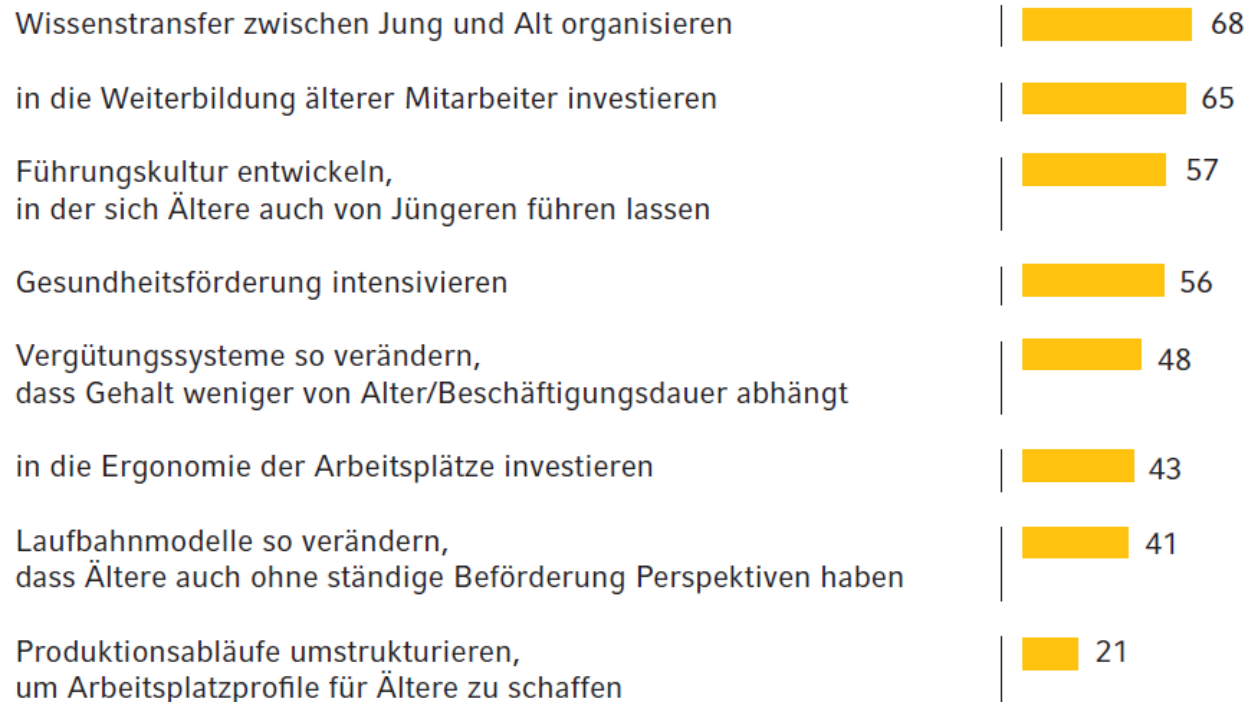 Wissenstransfer zwischen Jung und Alt organisieren 68
in die Weiterbildung älterer Mitarbeiter investieren 65
Führungskultur entwickeln, 57
in der sich Ältere auch von Jüngeren führen lassen
Gesundheitsförderung intensivieren 56
Vergütungssysteme so verändern, 48
dass Gehalt weniger von Alter/Beschäftigungsdauer abhängt
in die Ergonomie der Arbeitsplätze investieren 43
Laufbahnmodelle so verändern, 41
dass Ältere auch ohne ständige Beförderung Perspektiven haben
Produktionsabläufe umstrukturieren, 21
um Arbeitsplatzprofile für Ältere zu schaffen